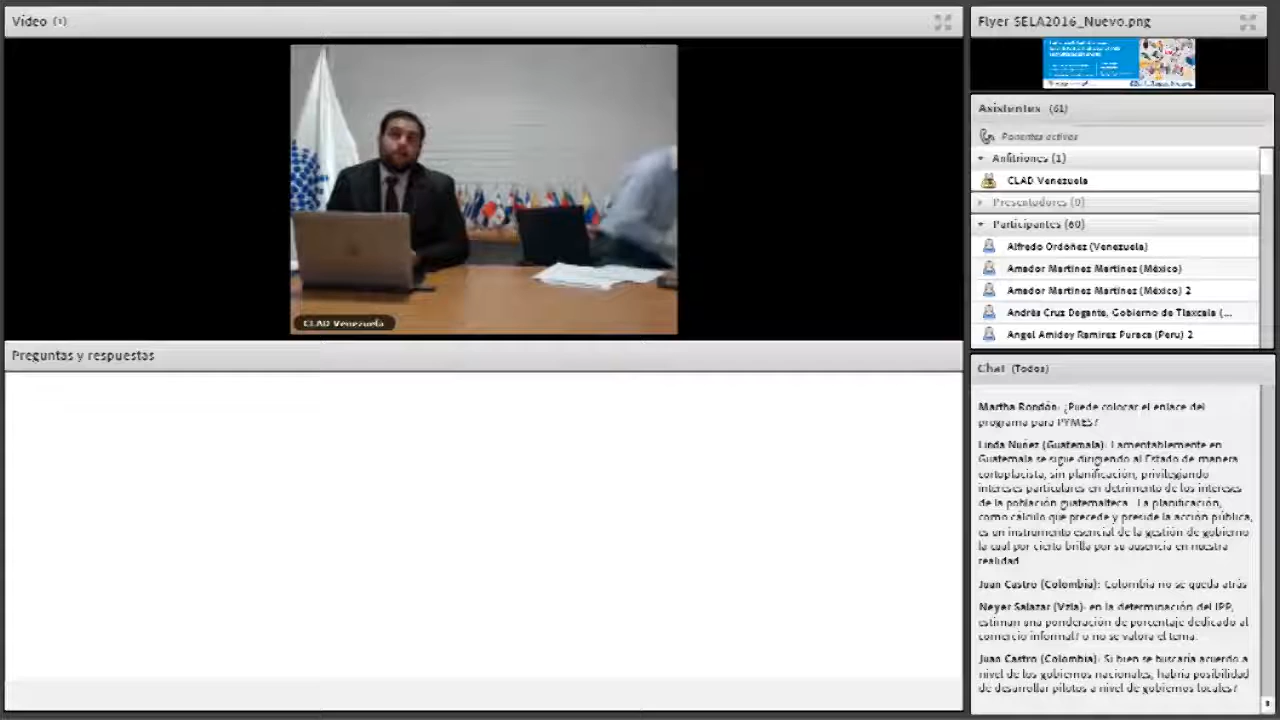 Vídeo (1)
CLAD Venezuela
Preguntas y respuestas
Flyer SELA2016_Nuevo.png
Asistentes (61)
Ponentes activos
Anfitriones (1)
CLAD Venezuela
Presentadores (0)
Participantes (60)
Alfredo Ordóñez (Venezuela)
Amador Martínez Martínez (México)
Amador Martínez Martínez (México) 2
Andrés Cruz Degante, Gobierno de Tlaxcala (...
Angel Amidey Ramirez Puraca (Peru) 2
Chat (Todos)
Martha Rondón: ¿Puede colocar el enlace del
programa para PYMES?
Linda Nuñez (Guatemala): Lamentablemente en
Guatemala se sigue dirigiendo al Estado de manera
cortoplacista, sin planificación, privilegiando
intereses particulares en detrimento de los intereses
de la población guatemalteca. La planificación,
como cálculo que precede y preside la acción pública,
es un instrumento esencial de la gestión de gobierno
la cual por cierto brilla por su ausencia en nuestra
realidad
Juan Castro (Colombia): Colombia no se queda atrás
Neyer Salazar (Vzla): en la determinación del IPP,
estiman una ponderación de porcentaje dedicado al
comercio informal? o no se valora el tema.
Juan Castro (Colombia): Si bien se buscaría acuerdo a
nivel de los gobiernos nacionales, habría posibilidad
de desarrollar pilotos a nivel de gobiernos locales?